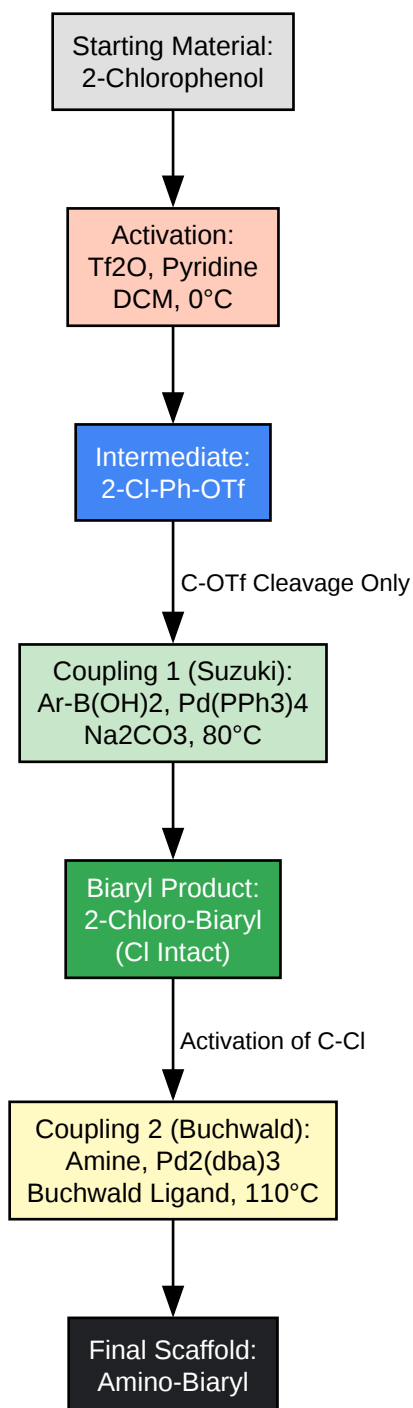 Starting Material:
2-Chlorophenol
Activation:
Tf2O, Pyridine
DCM, 0°C
Intermediate:
2-Cl-Ph-OTf
C-OTf Cleavage Only
Coupling 1 (Suzuki):
Ar-B(OH)2, Pd(PPh3)4
Na2CO3, 80°C
Biaryl Product:
2-Chloro-Biaryl
(Cl Intact)
Activation of C-Cl
Coupling 2 (Buchwald):
Amine, Pd2(dba)3
Buchwald Ligand, 110°C
Final Scaffold:
Amino-Biaryl